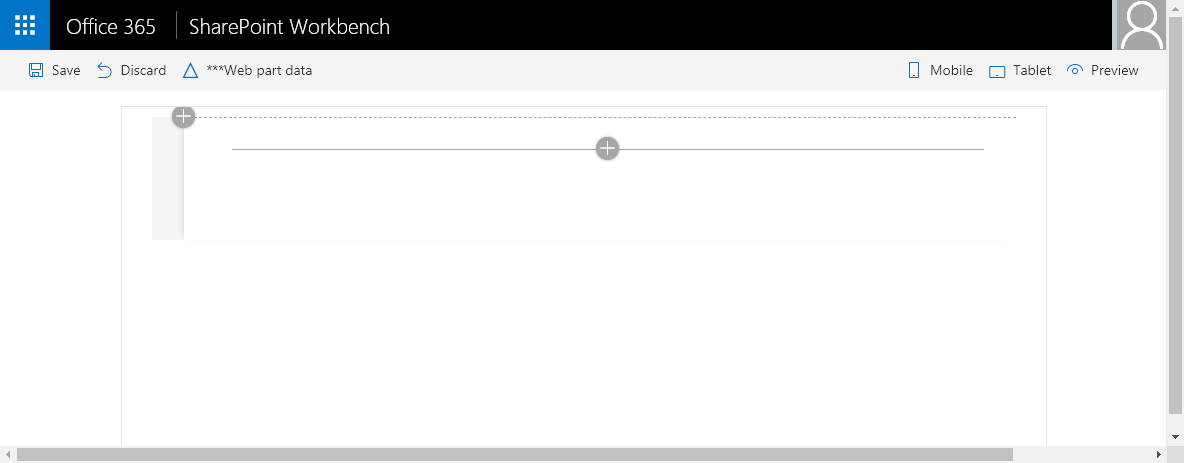 Office 365 SharePoint Workbench
Save Discard ***Web part data Mobile Tablet Preview